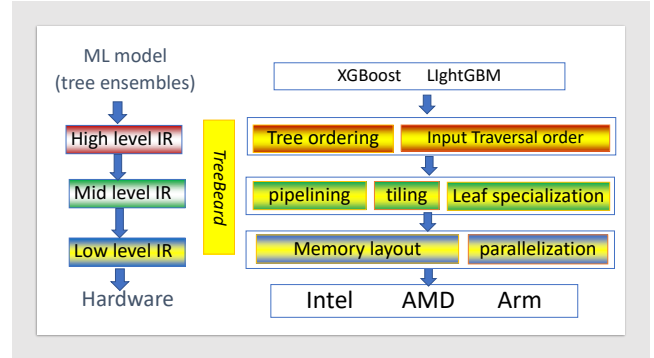 ML model
(tree ensembles)
High level IR
Mid level IR
Low level IR
Hardware
TreeBeard
XGBoost LIghtGBM
Tree ordering Input Traversal order
pipelining tiling Leaf specialization
Memory layout parallelization
Intel AMD Arm